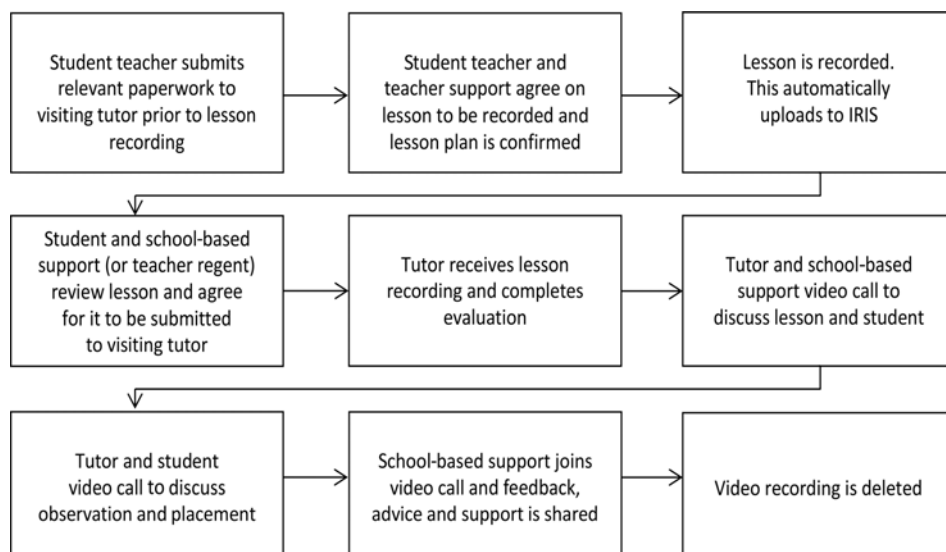 Student teacher submits
relevant paperwork to
visiting tutor prior to lesson
recording
Student teacher and
teacher support agree on
lesson to be recorded and
lesson plan is confirmed
Lesson is recorded.
This automatically
uploads to IRIS
Student and school-based
support (or teacher regent)
review lesson and agree
for it to be submitted
to visiting tutor
Tutor receives lesson
recording and completes
evaluation
Tutor and school-based
support video call to
discuss lesson and student
Tutor and student
video call to discuss
observation and placement
School-based support joins
video call and feedback,
advice and support is shared
Video recording is deleted